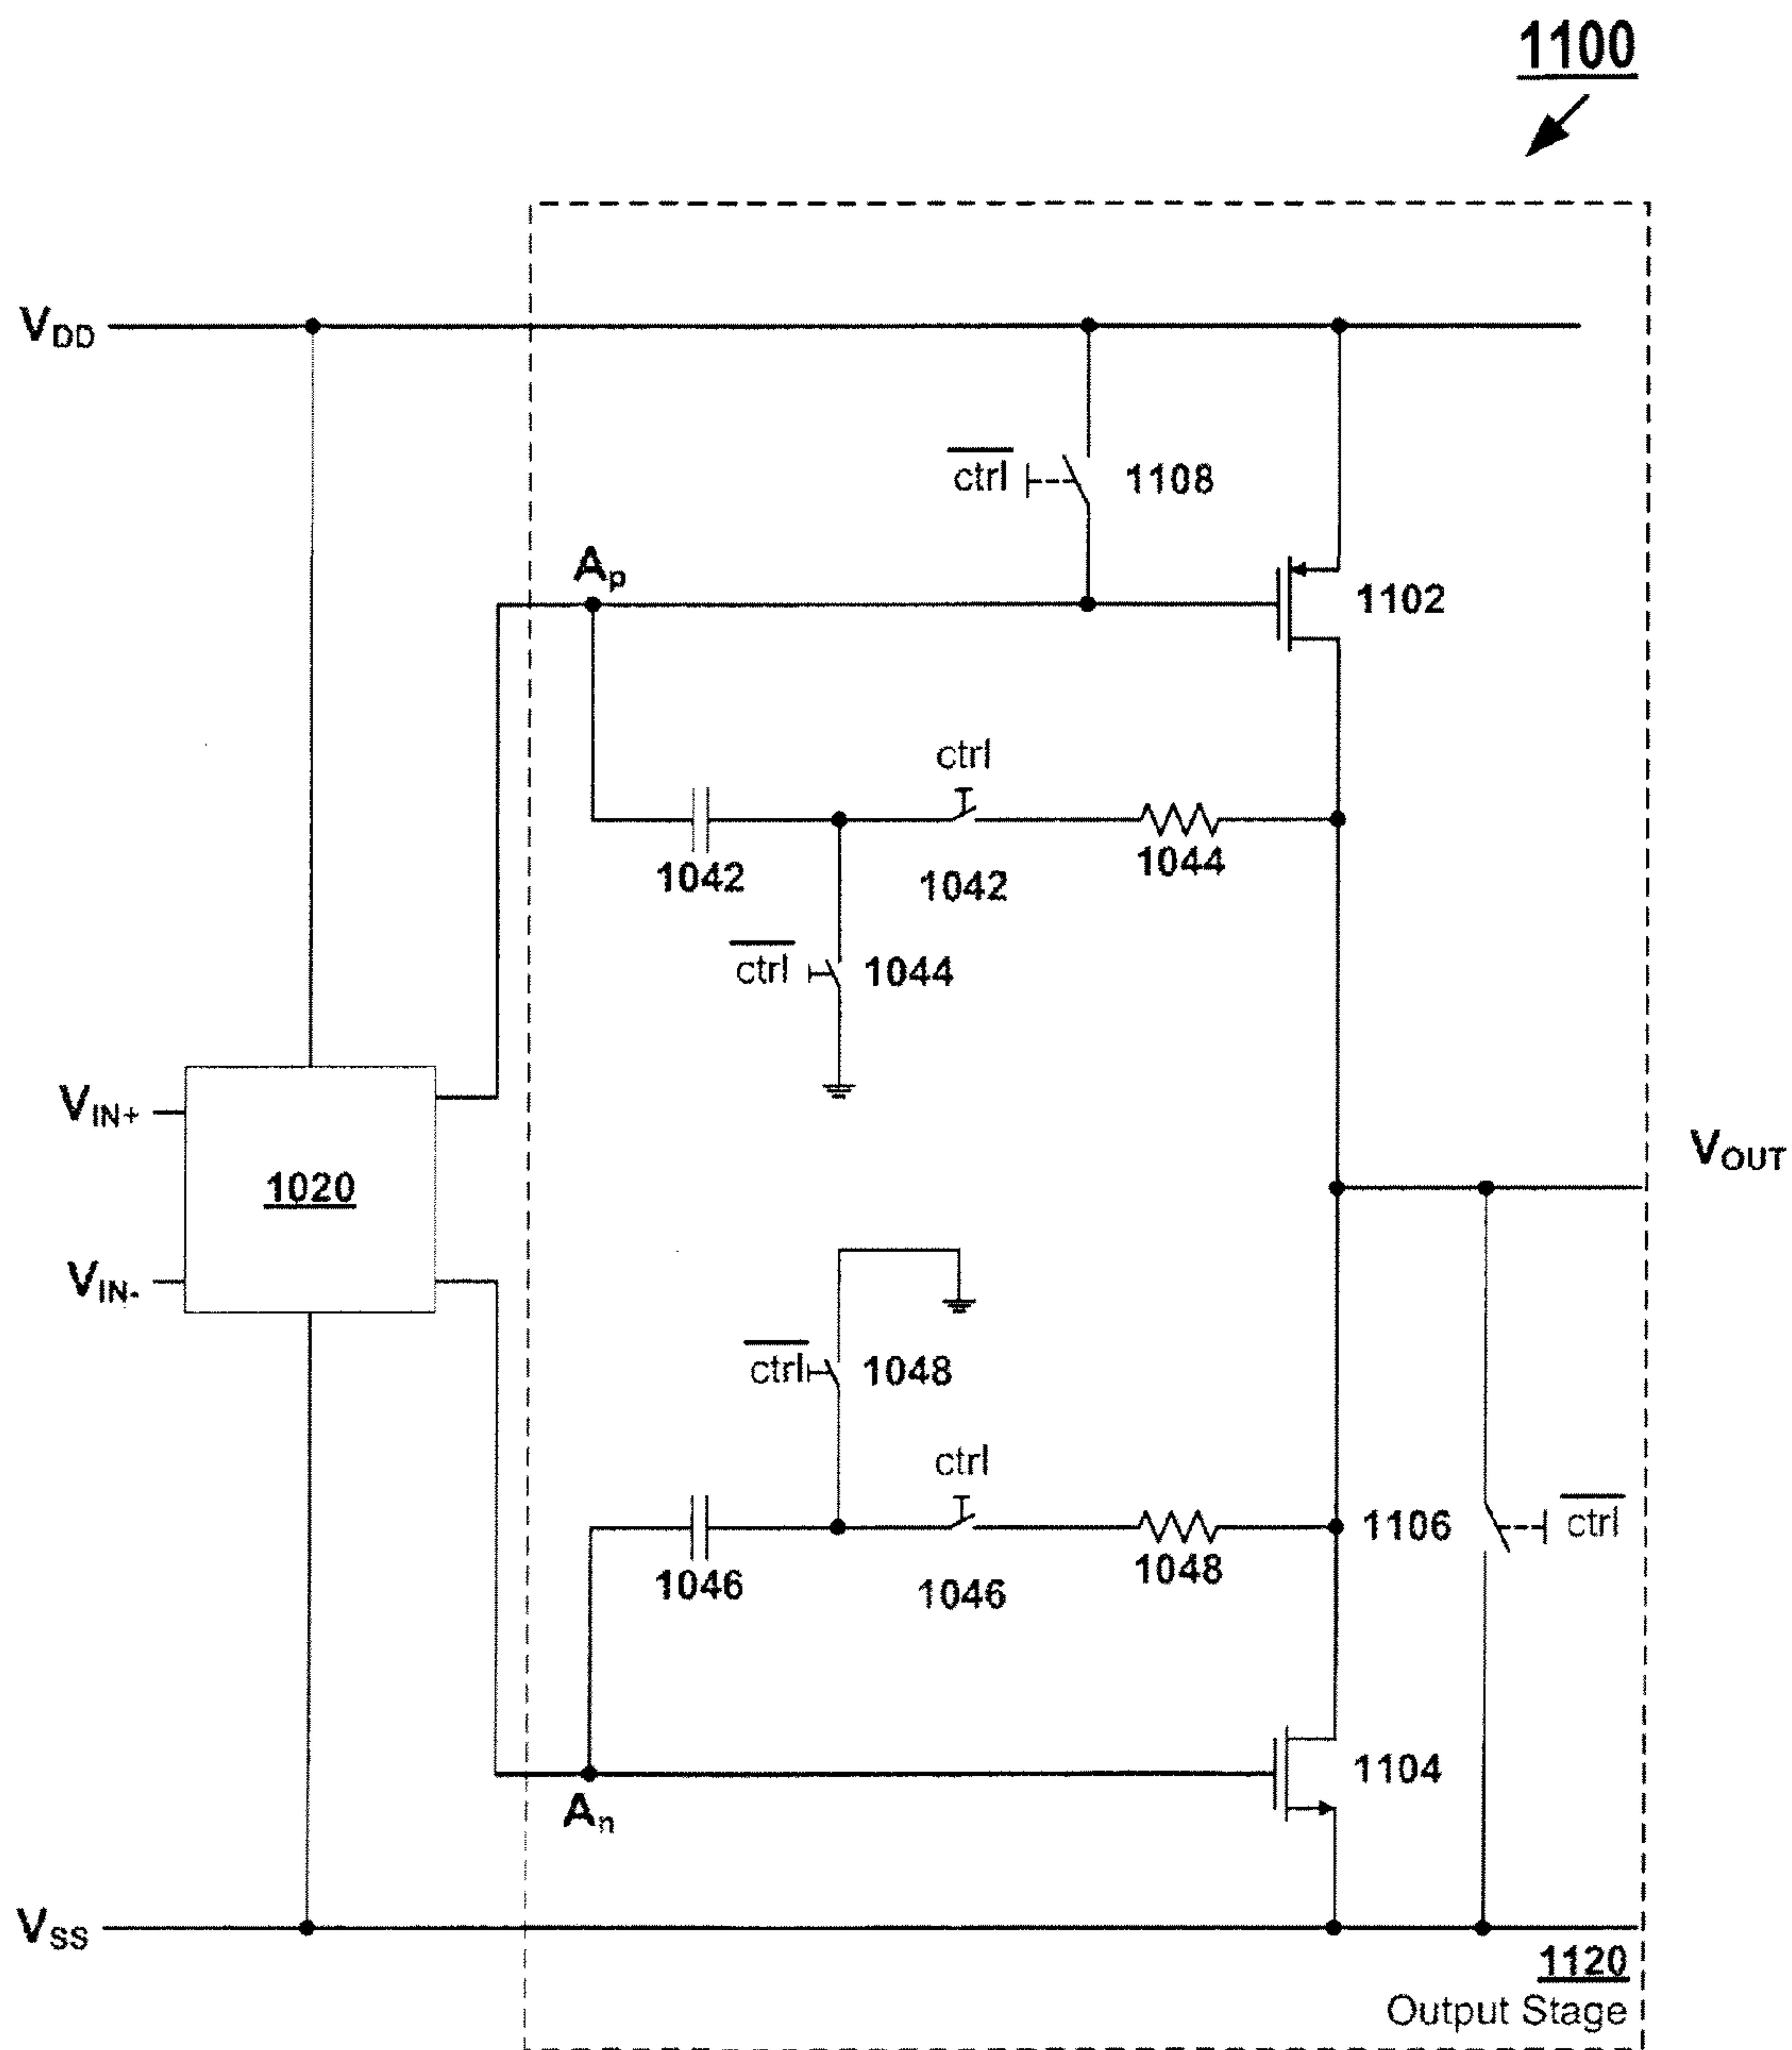 1100
VDD
ctrl 1108
Ap
1102
ctrl
1042 1042 1044
ctrl 1044
VIN+
VOUT
1020
VIN-
ctrl 1048
ctrl
1106 ctrl
1046 1046 1048
1104
An
VSS
1120
Output Stage